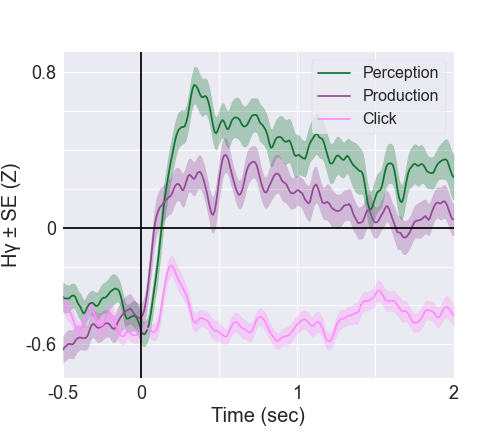 Perception
Production
Click
0.8
0
-0.6
Hγ ± SE (Z)
-0.5
0
1
2
Time (sec)